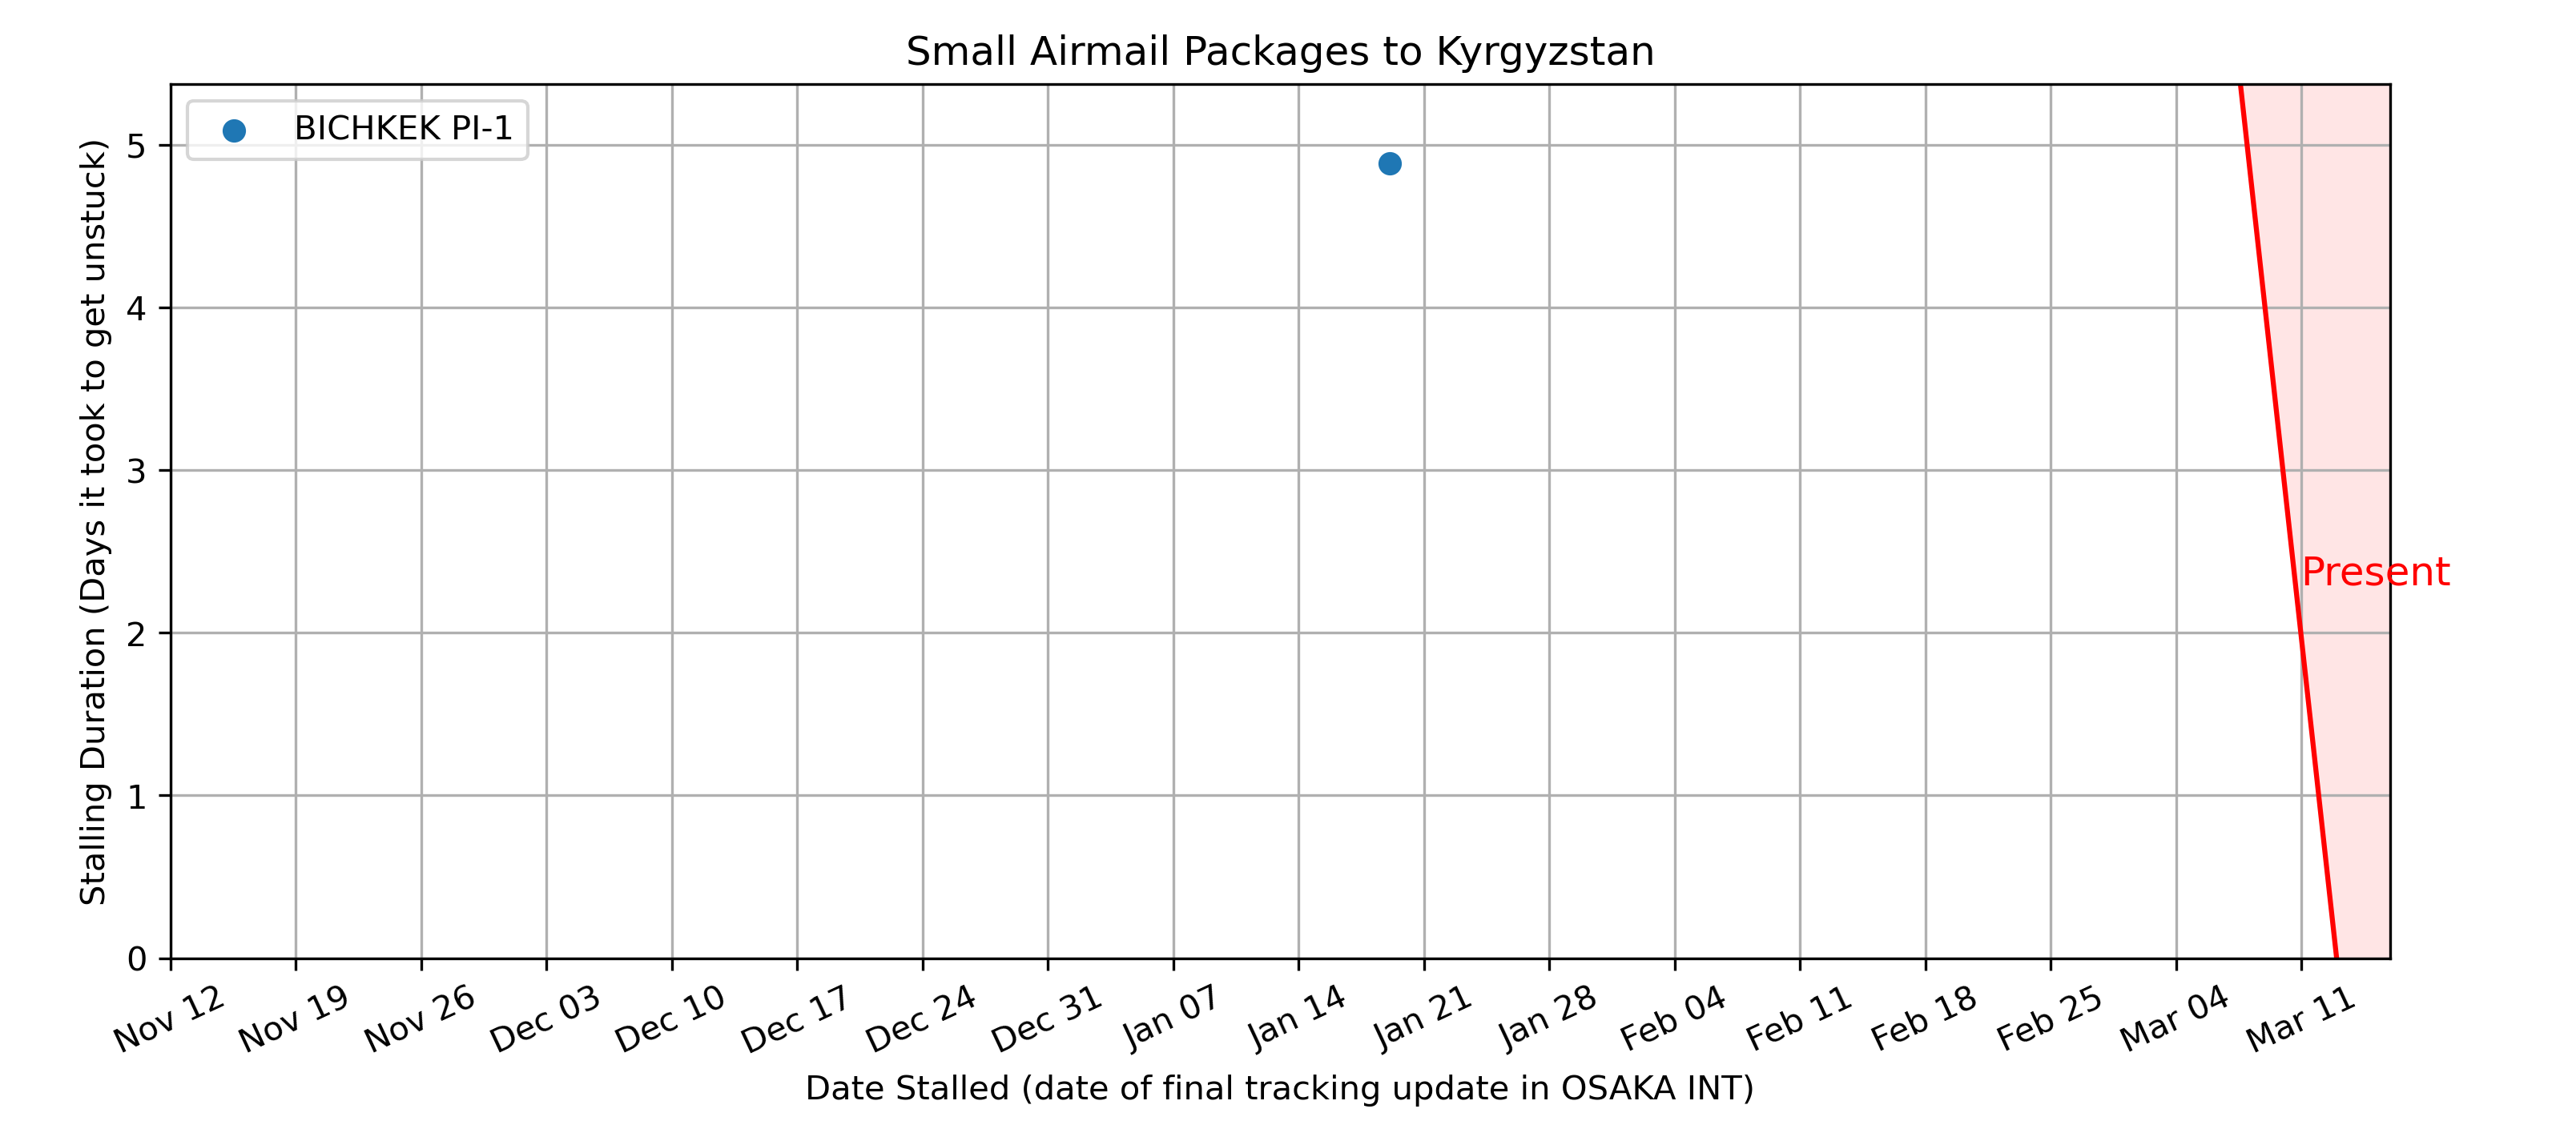 Small Airmail Packages to Kyrgyzstan
BICHKEK PI-1
Stalling Duration (Days it took to get unstuck)
5
4
3
2
1
0
Present
Nov 12
Nov 19
Nov 26
Dec 03
Dec 10
Dec 17
Dec 24
Dec 31
Jan 07
Jan 14
Jan 21
Jan 28
Feb 04
Feb 11
Feb 18
Feb 25
Mar 04
Mar 11
Date Stalled (date of final tracking update in OSAKA INT)